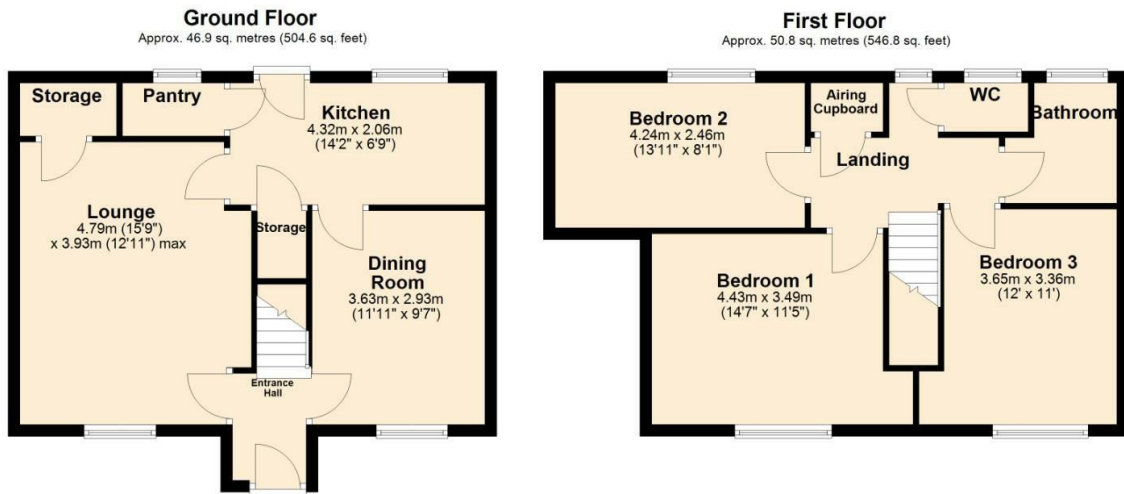 Ground Floor
Approx. 46.9 sq. metres (504.6 sq. feet)
Storage
Pantry
Kitchen
4.32m x 2.06m
(14'2" x 6'9")
Lounge
4.79m (15'9")
x 3.93m (12'11") max
Storage
Dining
Room
3.63m x 2.93m
(11'11" x 9'7")
Entrance
Hall
First Floor
Approx. 50.8 sq. metres (546.8 sq. feet)
Bedroom 2
4.24m x 2.46m
(13'11" x 8'1")
Airing
Cupboard
WC
Bathroom
Landing
Bedroom 1
4.43m x 3.49m
(14'7" x 11'5")
Bedroom 3
3.65m x 3.36m
(12' x 11')